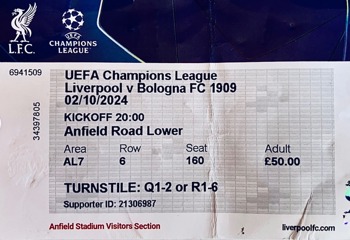 L.F.C.
CHAMPIONS
LEAGUE
6941509
34397805
UEFA Champions League
Liverpool v Bologna FC 1909
02/10/2024
KICKOFF 20:00
Anfield Road Lower
Area Row Seat Adult
AL7 6 160 £50.00
TURNSTILE: Q1-2 or R1-6
Supporter ID: 21306987
Anfield Stadium Visitors Section
liverpoolfc.com